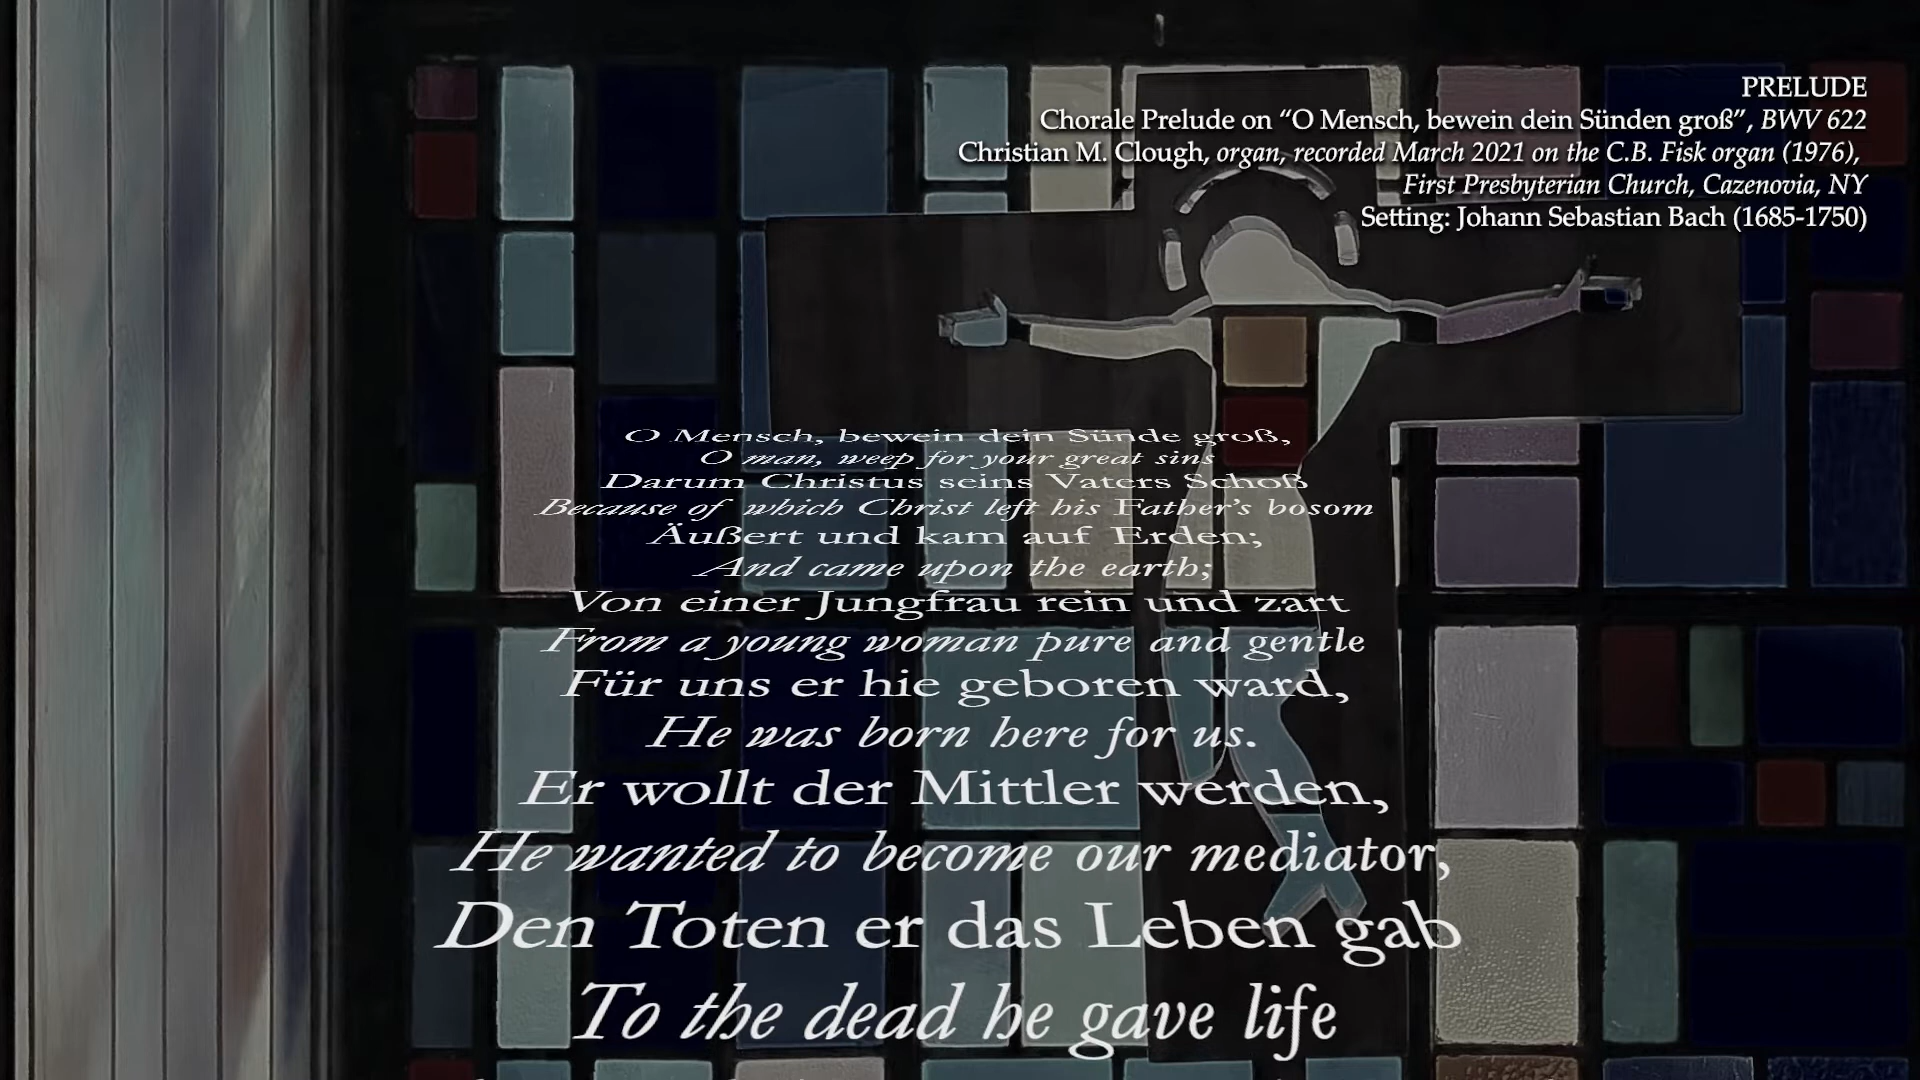 PRELUDE
Chorale Prelude on “O Mensch, bewein dein Sünden groß”, BWV 622
Christian M. Clough, organ, recorded March 2021 on the C.B. Fisk organ (1976),
First Presbyterian Church, Cazenovia, NY
Setting: Johann Sebastian Bach (1685-1750)
O Mensch, bewein dein Sünde groß,
O man, weep for your great sins
Darum Christus seins Vaters Schoß
Because of which Christ left his Father’s bosom
Äußert und kam auf Erden;
And came upon the earth;
Von einer Jungfrau rein und zart
From a young woman pure and gentle
Für uns er hie geboren ward,
He was born here for us.
Er wollt der Mittler werden,
He wanted to become our mediator,
Den Toten er das Leben gab
To the dead he gave life